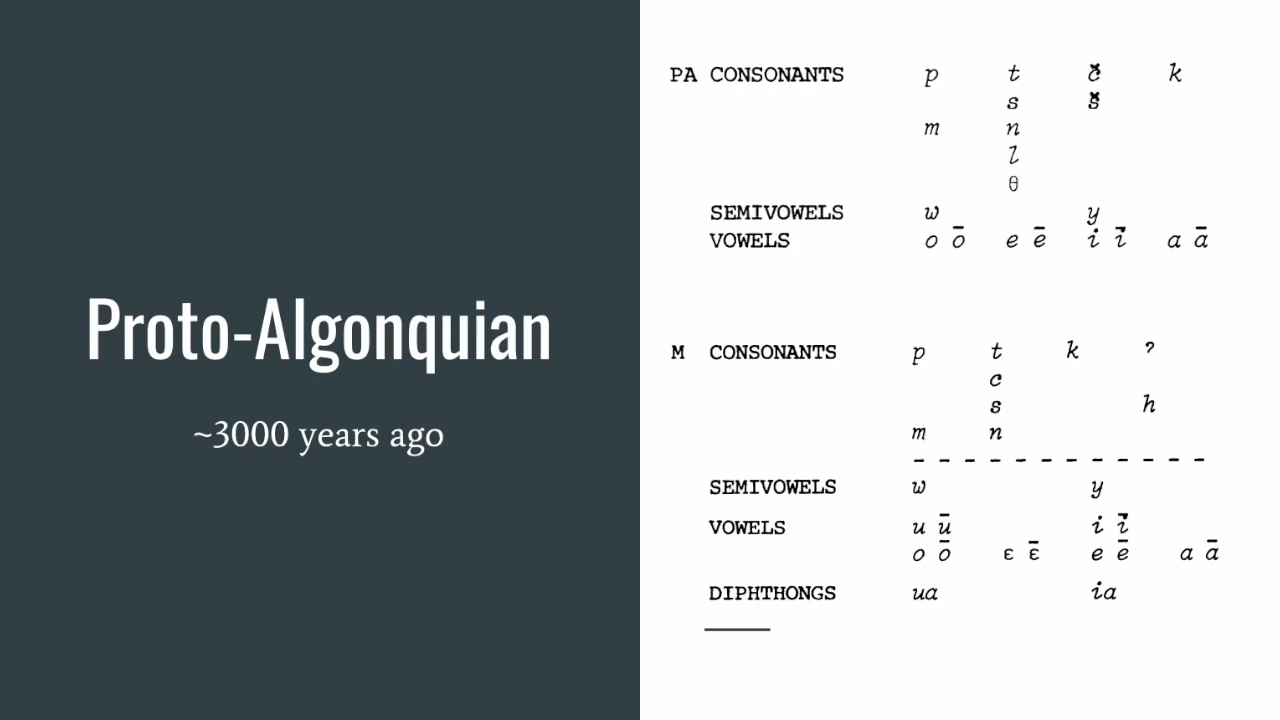 Proto-Algonquian
~3000 years ago
PA CONSONANTS p t č k
s š
m n
l
θ
SEMIVOWELS w y
VOWELS o ō e ē i ī a ā
M CONSONANTS p t k ʔ
c
s h
m n
SEMIVOWELS w y
VOWELS u ū i ī
o ō ε ε̄ e ē a ā
DIPHTHONGS ua ia